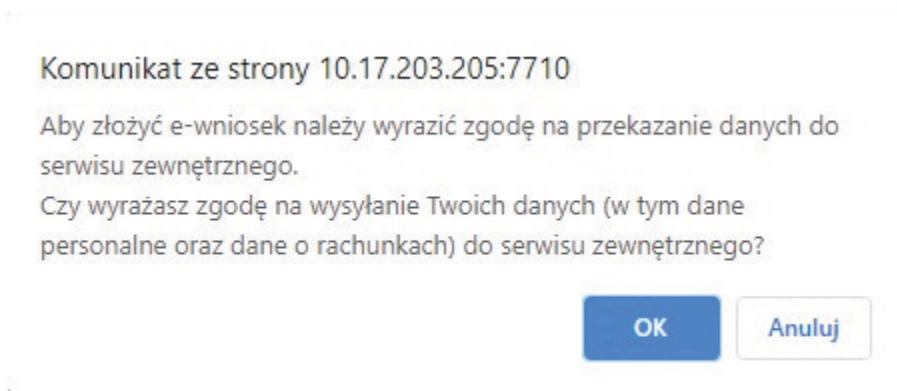 Komunikat ze strony 10.17.203.205:7710
Aby złożyć e-wniosek należy wyrazić zgodę na przekazanie danych do
serwisu zewnętrznego.
Czy wyrażasz zgodę na wysyłanie Twoich danych (w tym dane
personalne oraz dane o rachunkach) do serwisu zewnętrznego?
OK
Anuluj